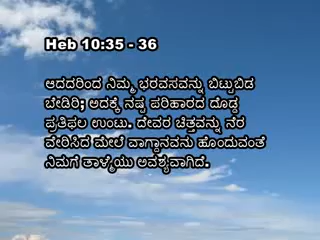 Heb 10:35 - 36
ಆದದರಿಂದ ನಿಮ್ಮ ಭರವಸವನ್ನು ಬಿಟ್ಟುಬಿಡ
ಬೇಡಿರಿ; ಅದಕ್ಕೆ ನಷ್ಟ ಪರಿಹಾರದ ದೊಡ್ಡ
ಪ್ರತಿಫಲ ಉಂಟು. ದೇವರ ಚಿತ್ತವನ್ನು ನೆರ
ವೇರಿಸಿದ ಮೇಲೆ ವಾಗ್ದಾನವನು ಹೊಂದುವಂತೆ
ನಿಮಗೆ ತಾಳ್ಮೆಯು ಅವಶ್ಯವಾಗಿದೆ.